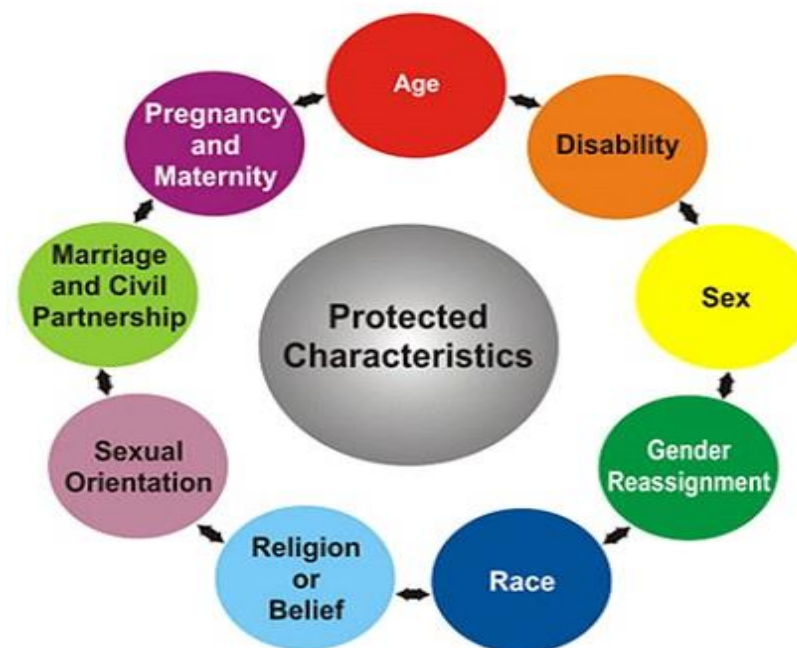 Age
Disability
Sex
Gender
Reassignment
Race
Religion
or
Belief
Sexual
Orientation
Marriage
and Civil
Partnership
Pregnancy
and
Maternity
Protected
Characteristics